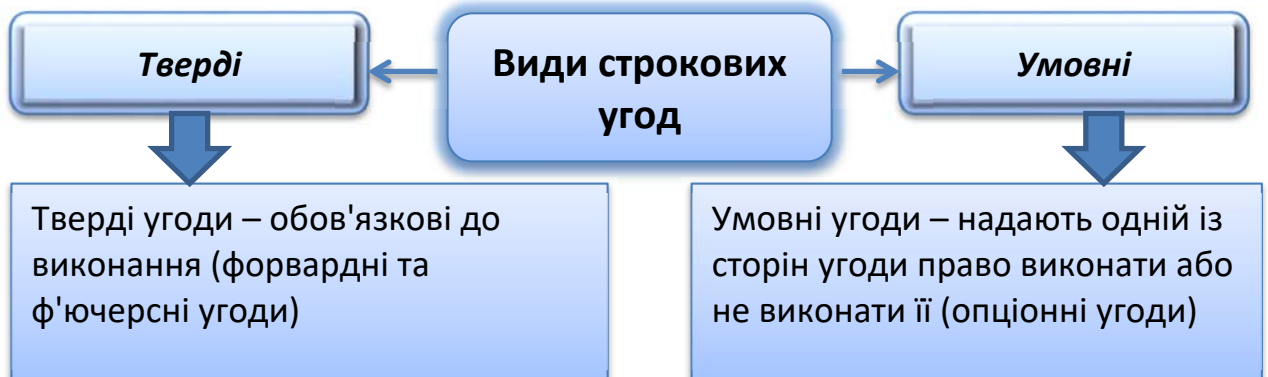 Тверді
Види строкових
угод
Умовні
Тверді угоди – обов'язкові до
виконання (форвардні та
ф'ючерсні угоди)
Умовні угоди – надають одній із
сторін угоди право виконати або
не виконати її (опціонні угоди)